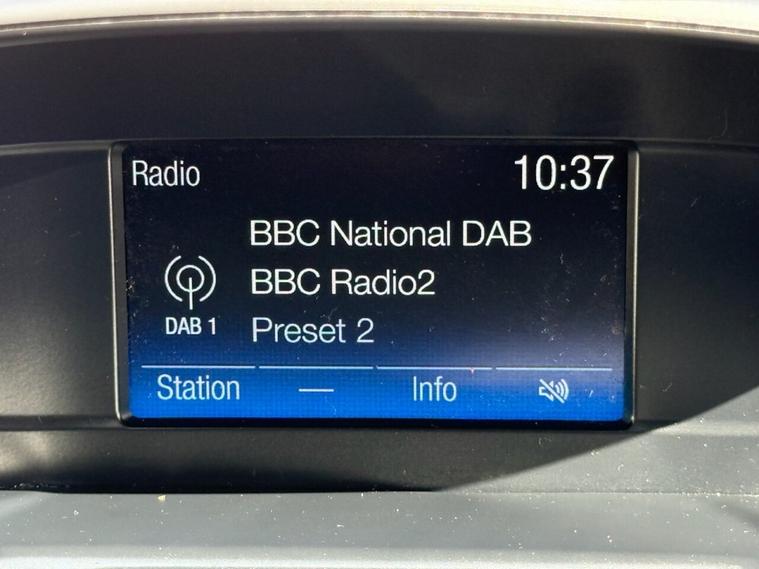 Radio 10:37
BBC National DAB
BBC Radio2
DAB 1 Preset 2
Station — Info